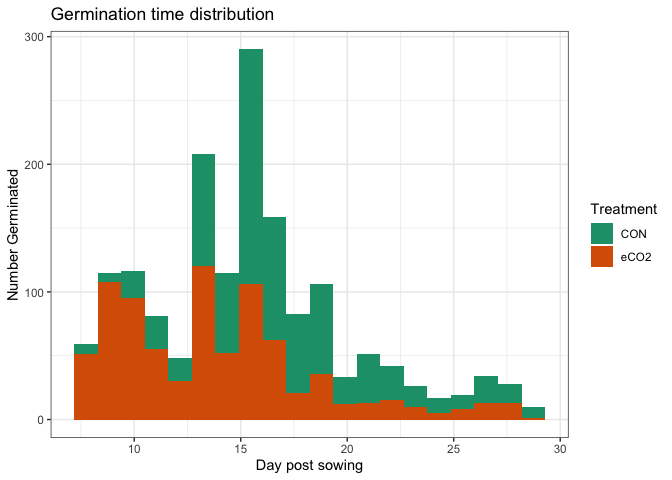 Germination time distribution
300
200
100
0
Number Germinated
10 15 20 25 30
Day post sowing
Treatment
CON
eCO2